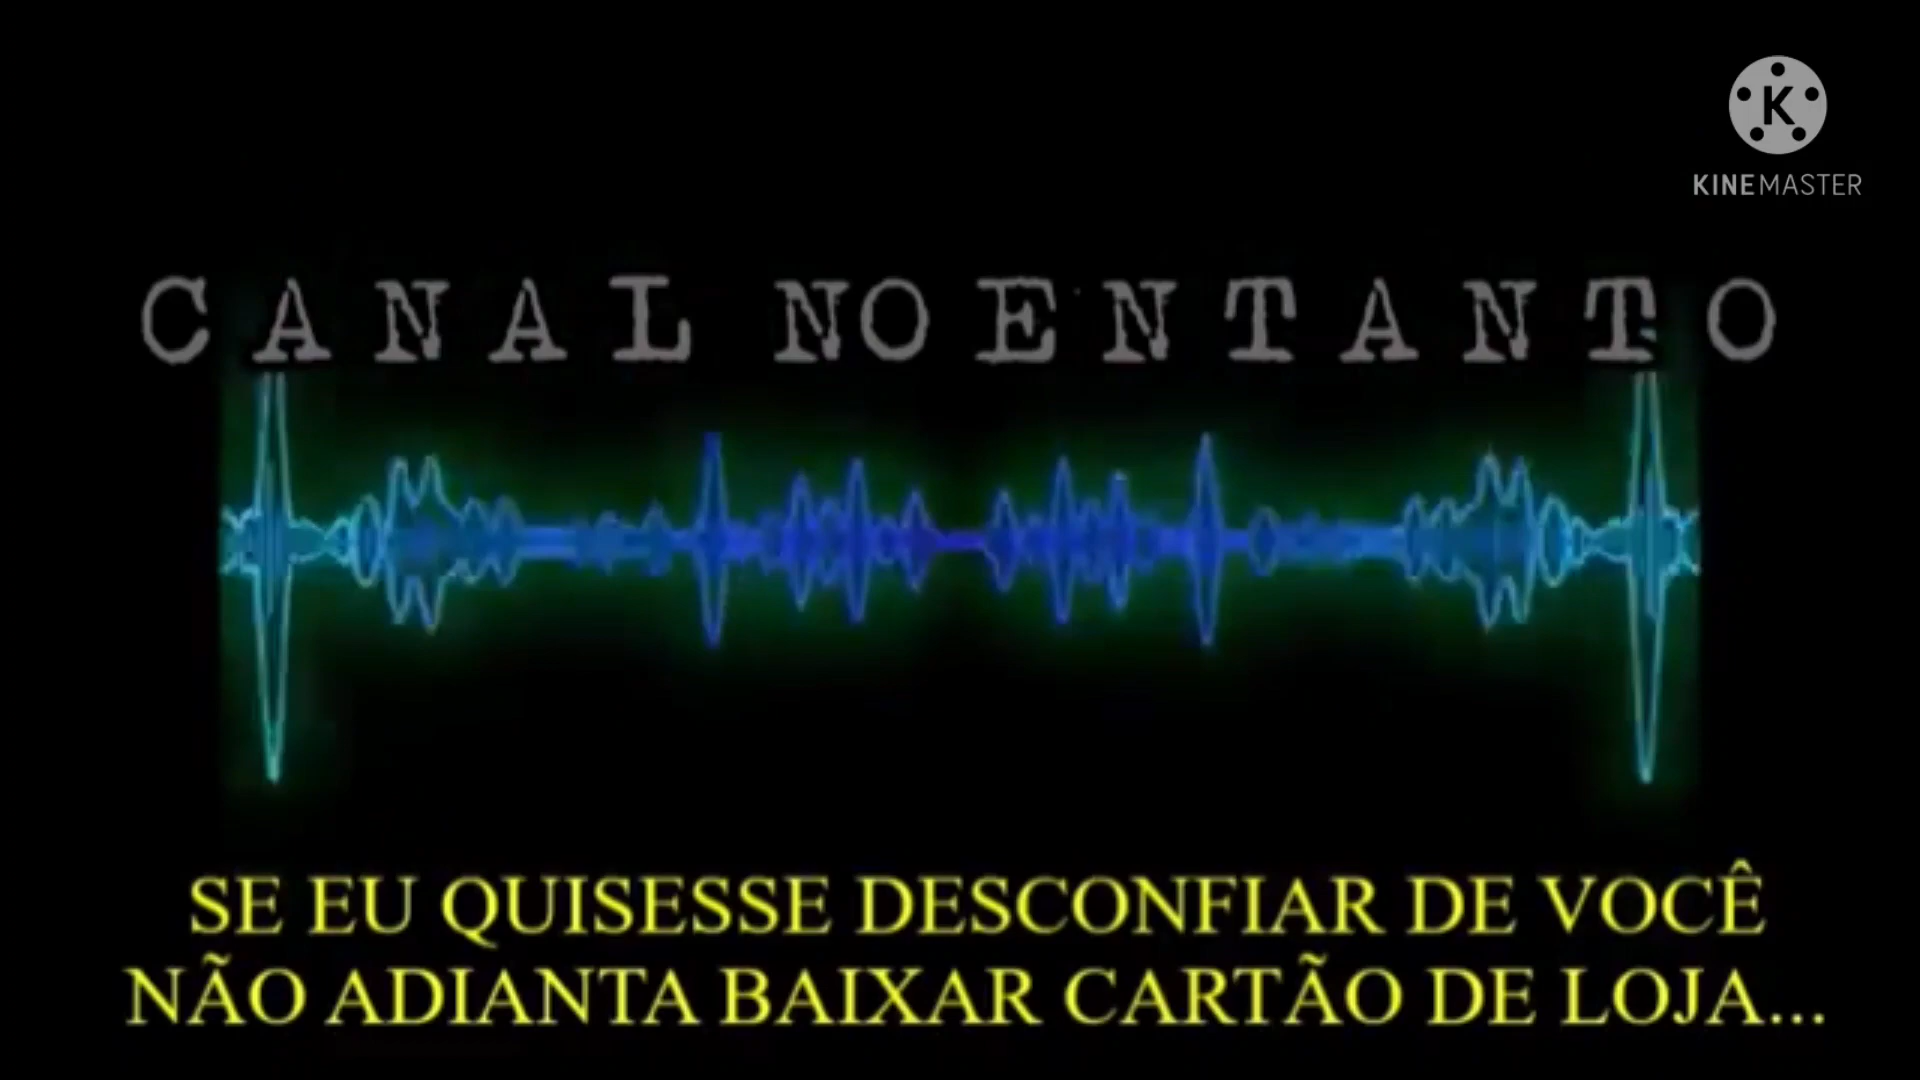 KINEMASTER
CANAL NOENTANTO
SE EU QUISESSE DESCONFIAR DE VOCÊ
NÃO ADIANTA BAIXAR CARTÃO DE LOJA...